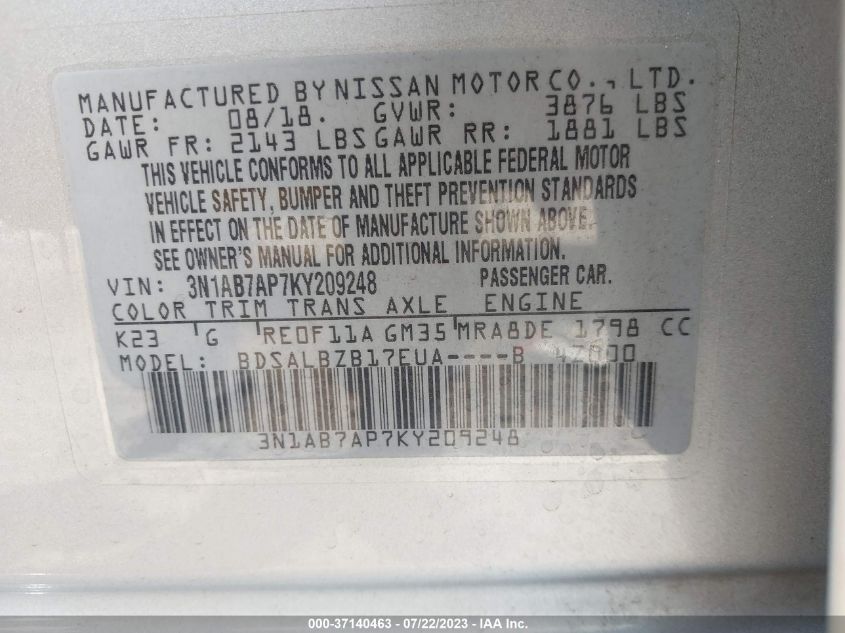 MANUFACTURED BY NISSAN MOTOR CO., LTD.
DATE: 08/18. GVWR: 3876 LBS
GAWR FR: 2143 LBS GAWR RR: 1881 LBS
THIS VEHICLE CONFORMS TO ALL APPLICABLE FEDERAL MOTOR
VEHICLE SAFETY, BUMPER AND THEFT PREVENTION STANDARDS
IN EFFECT ON THE DATE OF MANUFACTURE SHOWN ABOVE.
SEE OWNER'S MANUAL FOR ADDITIONAL INFORMATION.
VIN: 3N1AB7AP7KY209248 PASSENGER CAR.
COLOR TRIM TRANS AXLE ENGINE
K23 G RE0F11A GM35 MRA8DE 1798 CC
MODEL: BDSALBZB17EUA----B
3N1AB7AP7KY209248
000-37140463 - 07/22/2023 - IAA Inc.